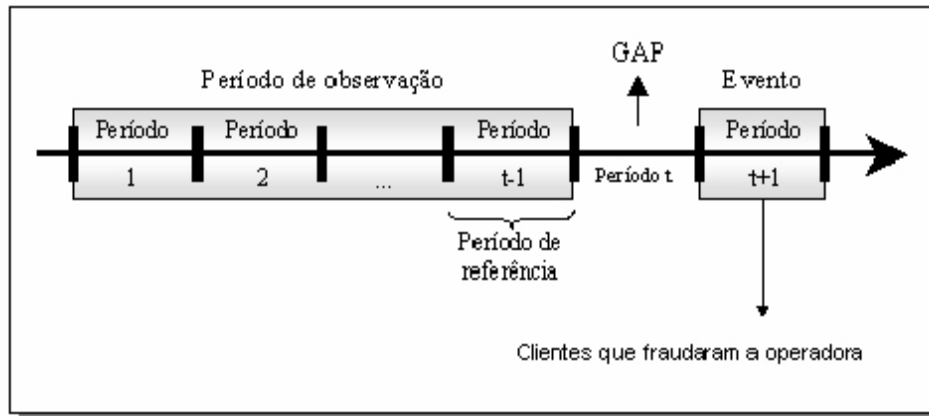 GAP
Período de observação
Evento
Período
Período
Período
Período
1
2
...
t-1
Período t
t+1
Período de
referência
Clientes que fraudaram a operadora